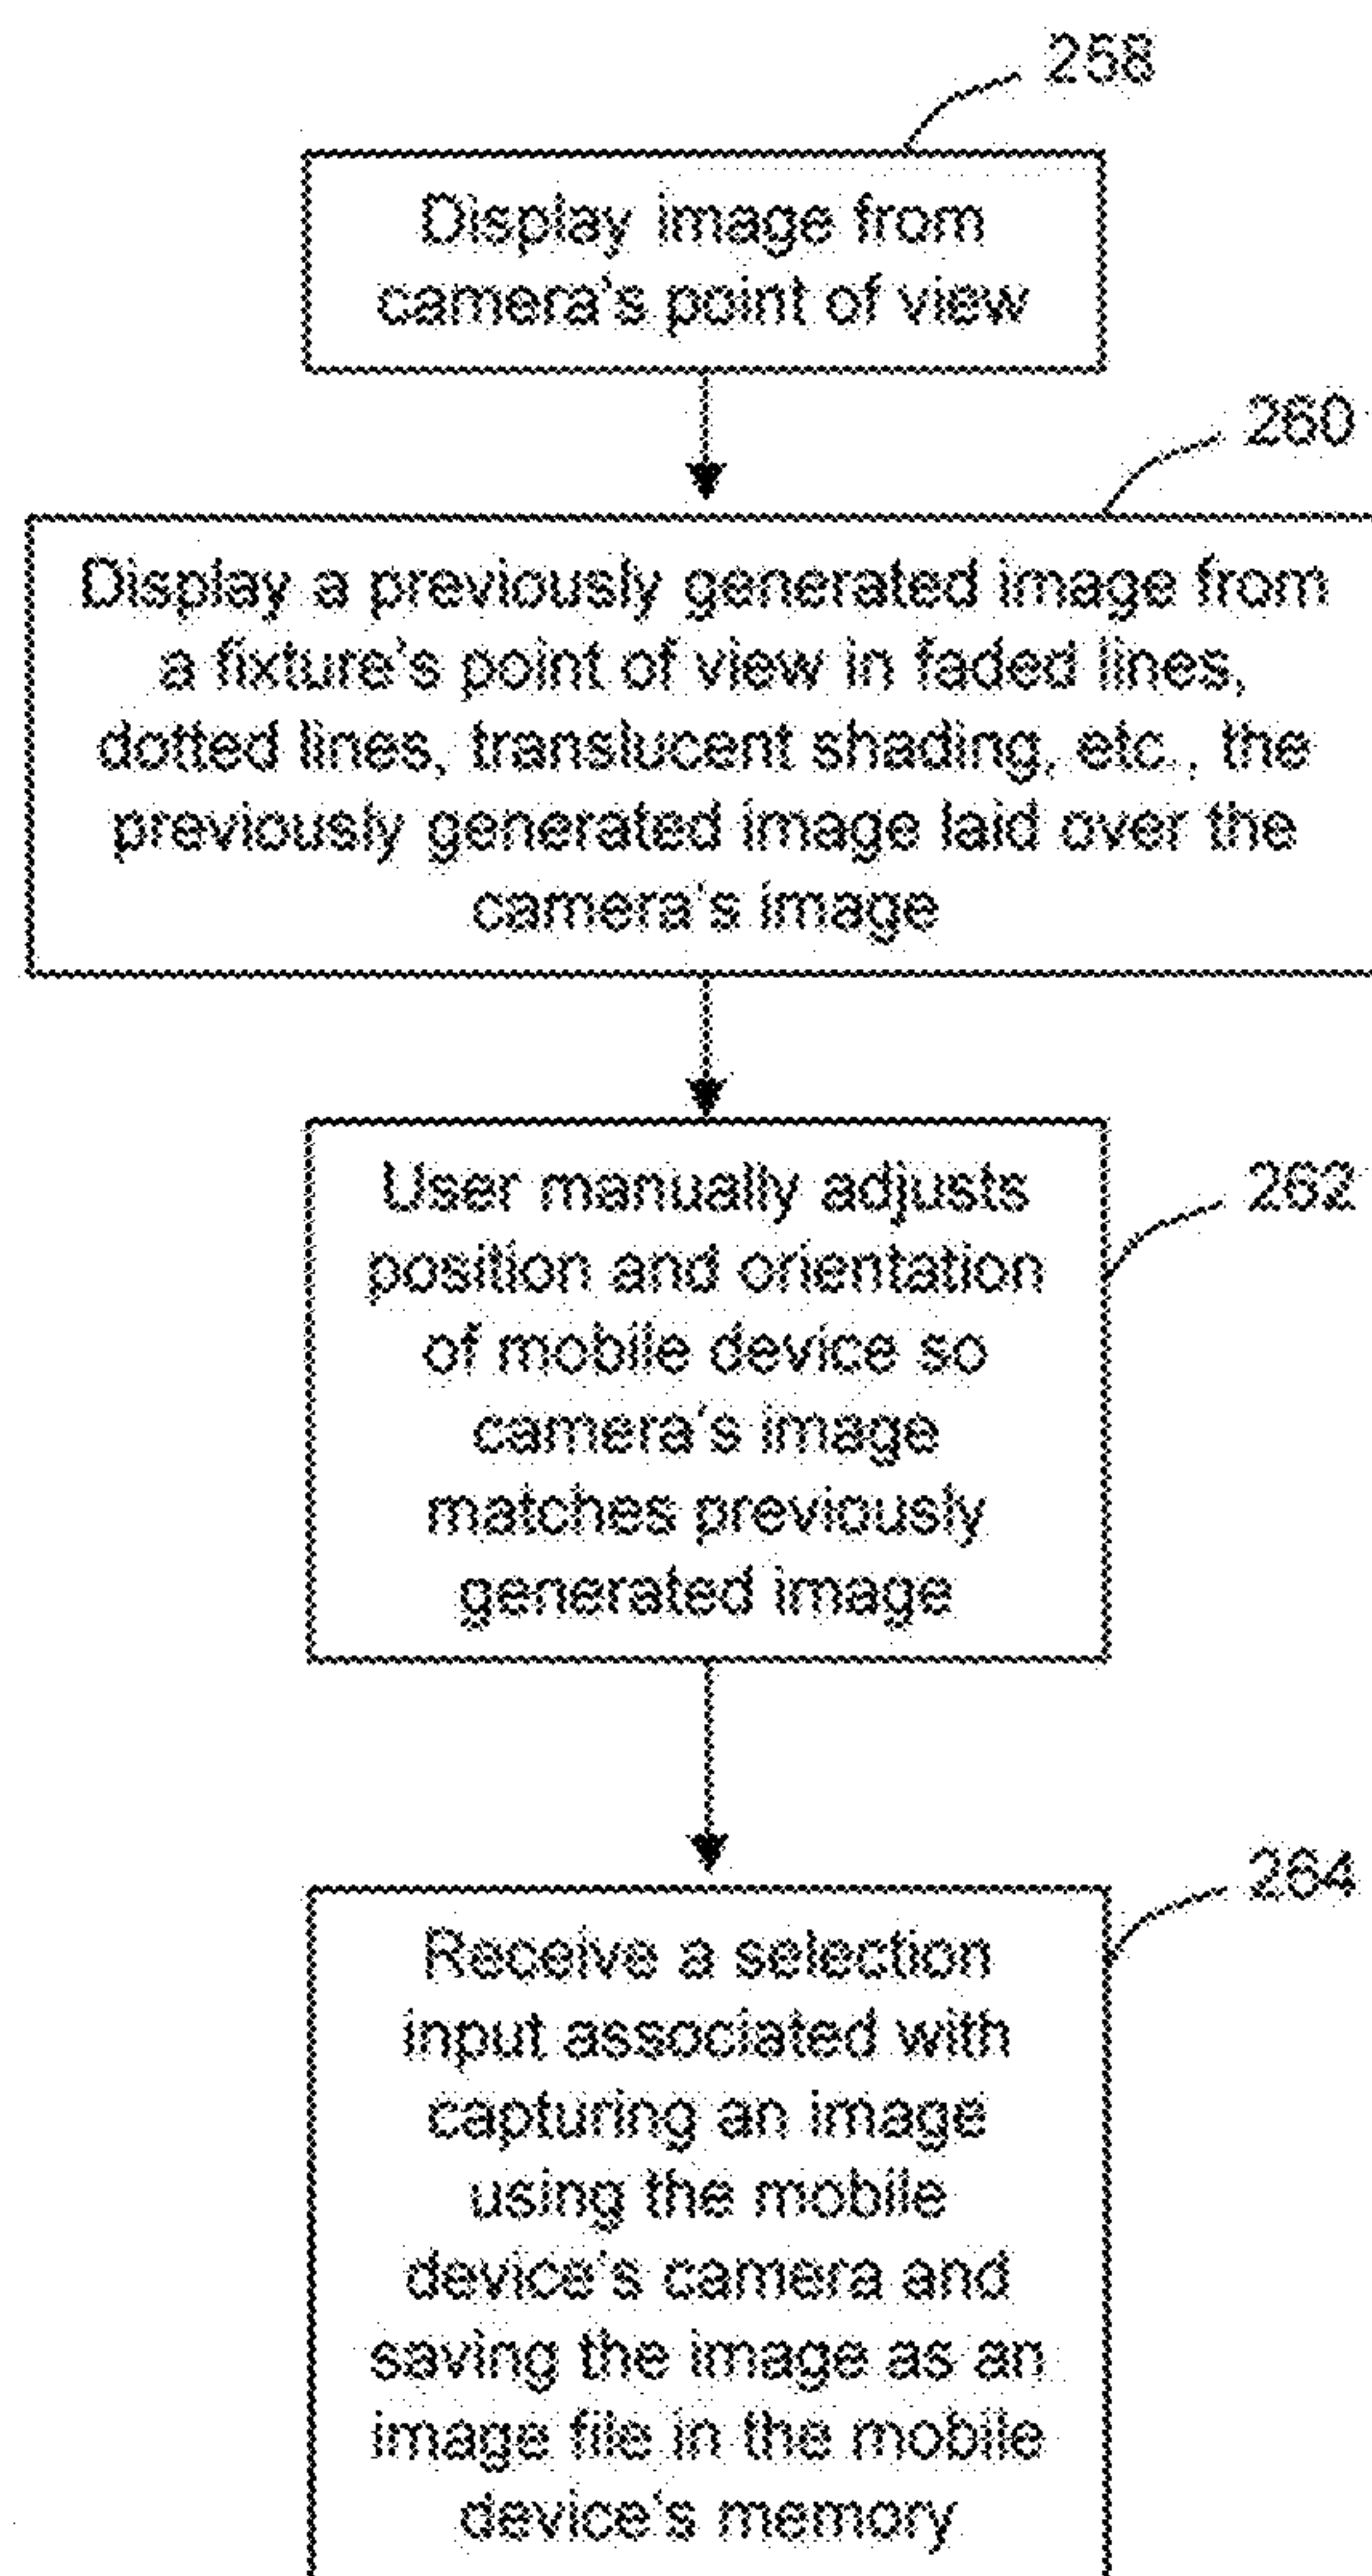 258
Display image from
camera's point of view
260
Display a previously generated image from
a fixture's point of view in faded lines,
dotted lines, translucent shading, etc., the
previously generated image laid over the
camera's image
User manually adjusts
262
position and orientation
of mobile device so
camera's image
matches previously
generated image
264
Receive a selection
input associated with
capturing an image
using the mobile
device's camera and
saving the image as an
image file in the mobile
device's memory